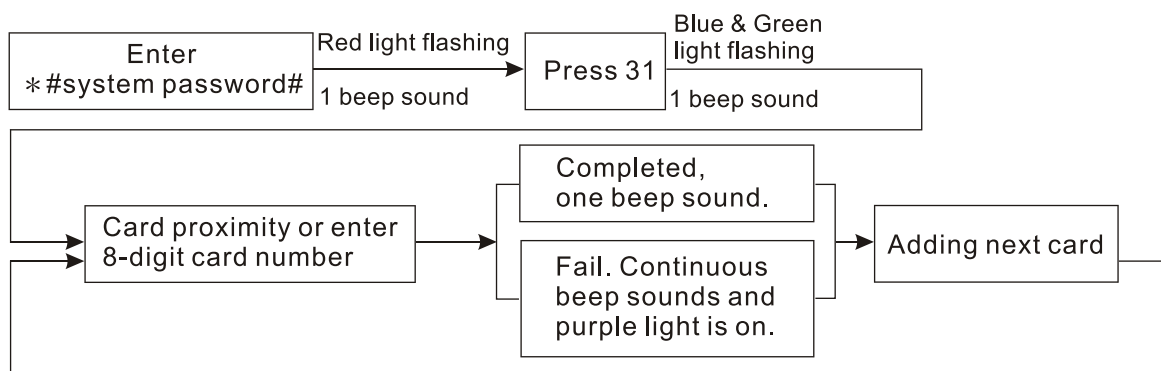 Enter
*#system password#
Red light flashing
1 beep sound
Press 31
Blue & Green
light flashing
1 beep sound
Card proximity or enter
8-digit card number
Completed,
one beep sound.
Fail. Continuous
beep sounds and
purple light is on.
Adding next card